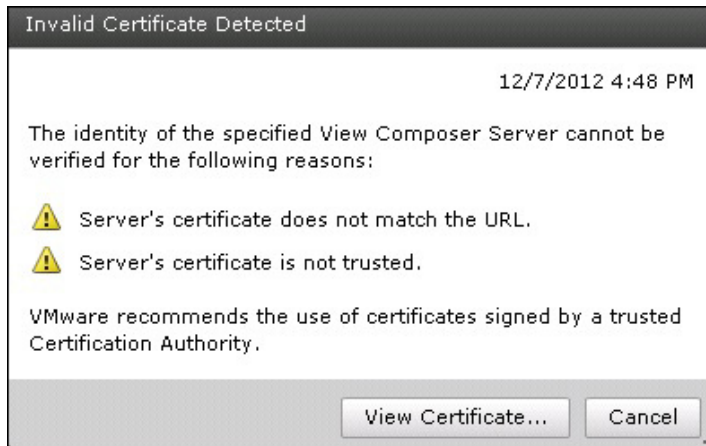 Invalid Certificate Detected
12/7/2012 4:48 PM
The identity of the specified View Composer Server cannot be
verified for the following reasons:
Server's certificate does not match the URL.
Server's certificate is not trusted.
VMware recommends the use of certificates signed by a trusted
Certification Authority.
View Certificate... Cancel